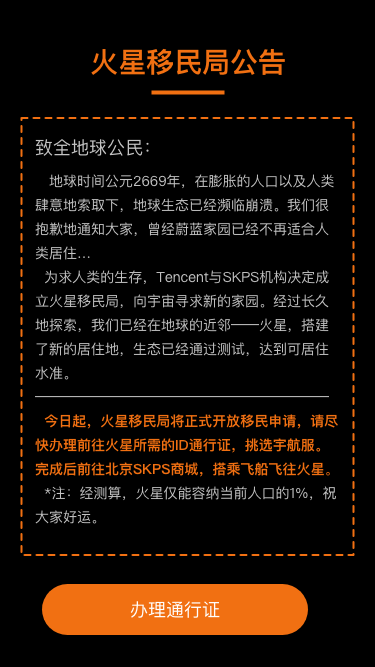 火星移民局公告
致全地球公民：
地球时间公元2669年，在膨胀的人口以及人类
肆意地索取下，地球生态已经濒临崩溃。我们很
抱歉地通知大家，曾经蔚蓝家园已经不再适合人
类居住...
为求人类的生存，Tencent与SKPS机构决定成
立火星移民局，向宇宙寻求新的家园。经过长久
地探索，我们已经在地球的近邻——火星，搭建
了新的居住地，生态已经通过测试，达到可居住
水准。
今日起，火星移民局将正式开放移民申请，请尽
快办理前往火星所需的ID通行证，挑选宇航服。
完成后前往北京SKPS商城，搭乘飞船飞往火星。
*注：经测算，火星仅能容纳当前人口的1%，祝
大家好运。
办理通行证